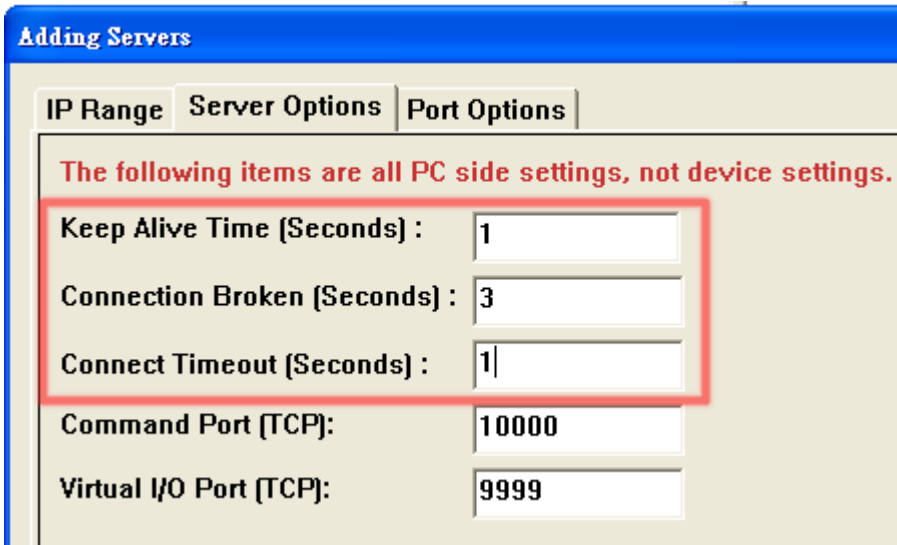 Adding Servers
IP Range Server Options Port Options
The following items are all PC side settings, not device settings.
Keep Alive Time (Seconds) : 1
Connection Broken (Seconds) : 3
Connect Timeout (Seconds) : 1
Command Port (TCP): 10000
Virtual I/O Port (TCP): 9999